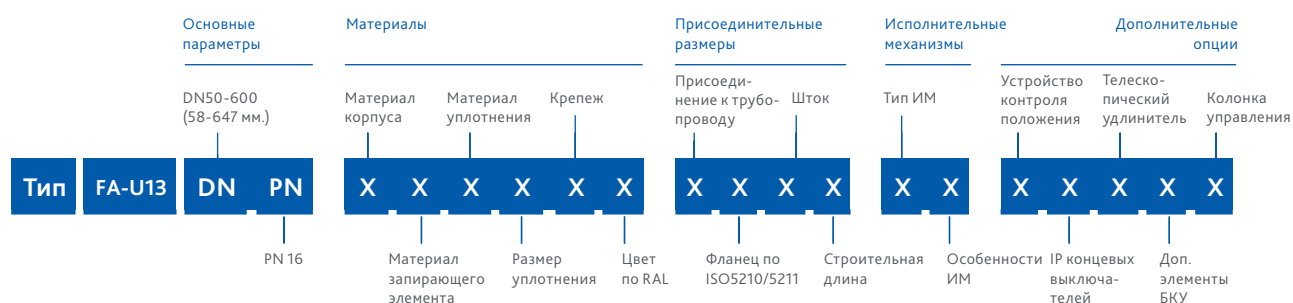 Основные
параметры
Материалы
Присоединительные
размеры
Исполнительные
механизмы
Дополнительные
опции
DN50-600
(58-647 мм.)
Материал
корпуса
Материал
уплотнения
Крепеж
Присоеди-
нение к трубо-
проводу
Шток
Тип ИМ
Устройство
контроля
положения
Телеско-
пический
удлинитель
Колонка
управления
Тип FA-U13 DN PN X X X X X X X X X X X X X X X X X
PN 16
Материал
запирающего
элемента
Размер
уплотнения
Цвет
по RAL
Фланец по
ISO5210/5211
Строительная
длина
Особенности
ИМ
IP концевых
выключа-
телей
Доп.
элементы
БКУ